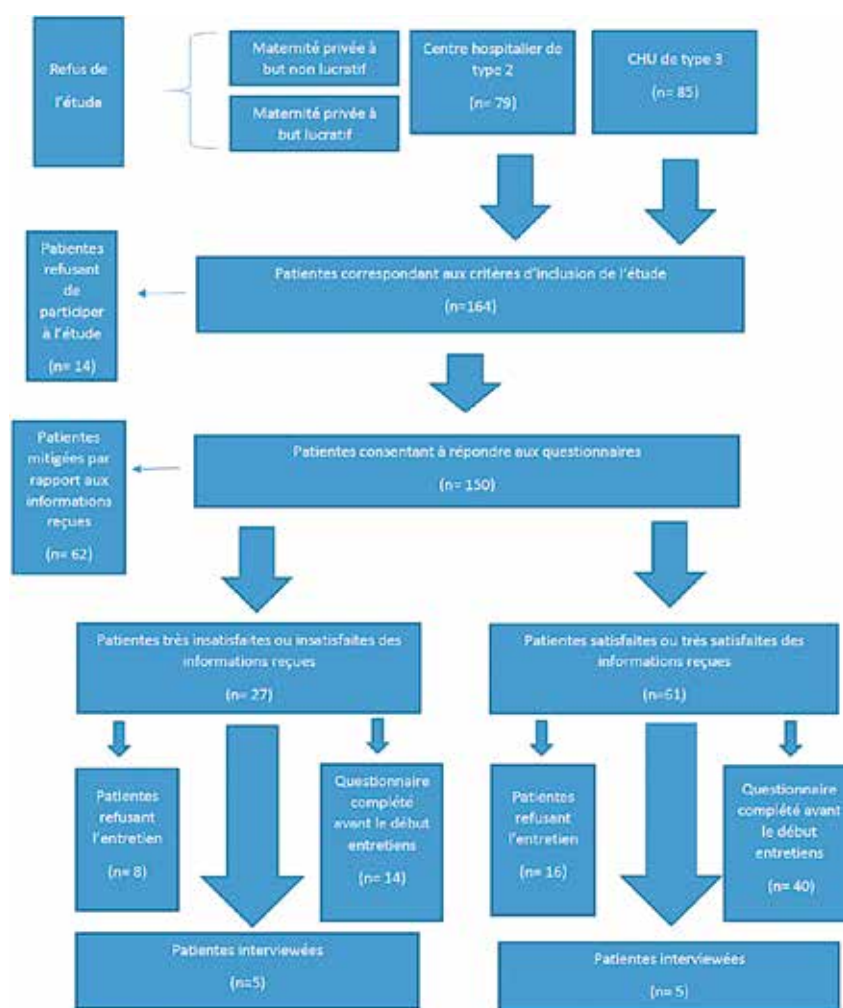 Refus de
l'étude
Maternité privée à
but non lucratif
Maternité privée à
but lucratif
Centre hospitalier de
type 2
(n= 79)
CHU de type 3
(n= 85)
Patientes
refusant
de
participer
à l'étude
(n= 14)
Patientes correspondant aux critères d'inclusion de l'étude
(n=164)
Patientes
mitigées par
rapport aux
informations
reçues
(n= 62)
Patientes consentant à répondre aux questionnaires
(n= 150)
Patientes très insatisfaites ou insatisfaites des
informations reçues
(n= 27)
Patientes satisfaites ou très satisfaites des
informations reçues
(n=61)
Patientes
refusant
l'entretien
(n= 8)
Questionnaire
complété
avant le début
entretiens
(n= 14)
Patientes
refusant
l'entretien
(n= 16)
Questionnaire
complété avant
le début
entretiens
(n= 40)
Patientes interviewées
(n=5)
Patientes interviewées
(n= 5)